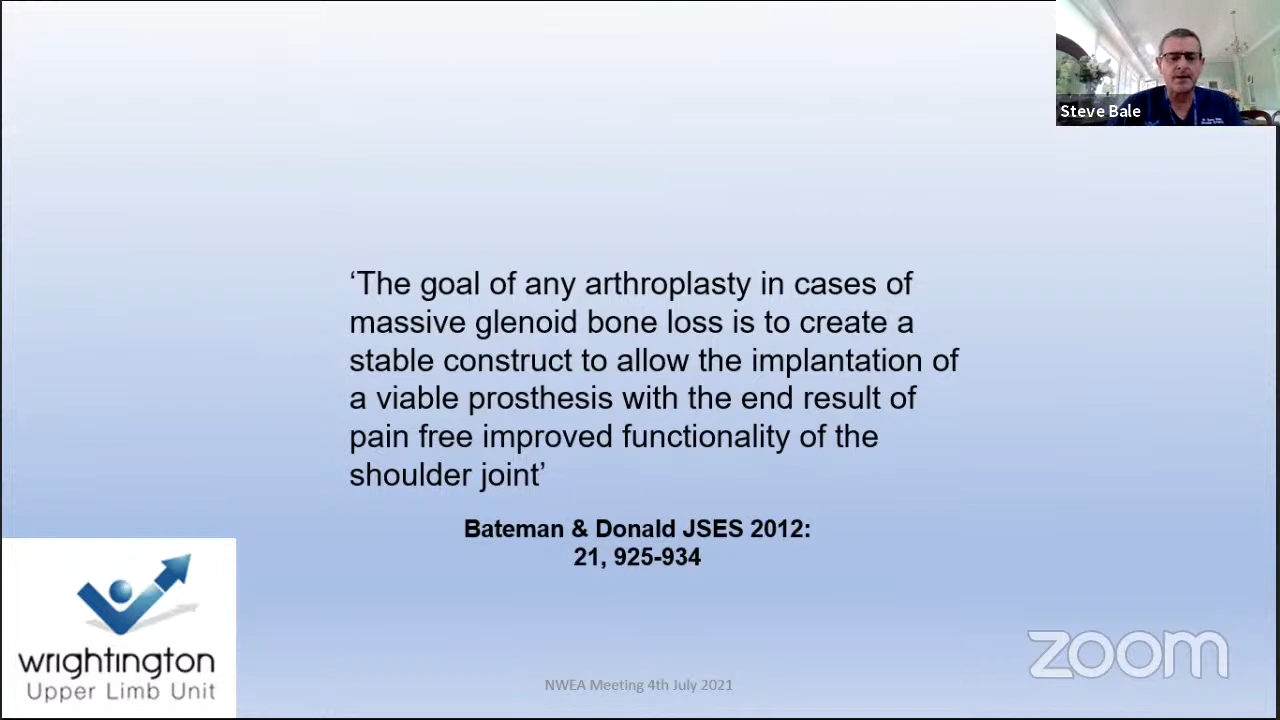 Steve Bale
‘The goal of any arthroplasty in cases of
massive glenoid bone loss is to create a
stable construct to allow the implantation of
a viable prosthesis with the end result of
pain free improved functionality of the
shoulder joint’
Bateman & Donald JSES 2012:
21, 925-934
wrightington
Upper Limb Unit
NWEA Meeting 4th July 2021
zoom